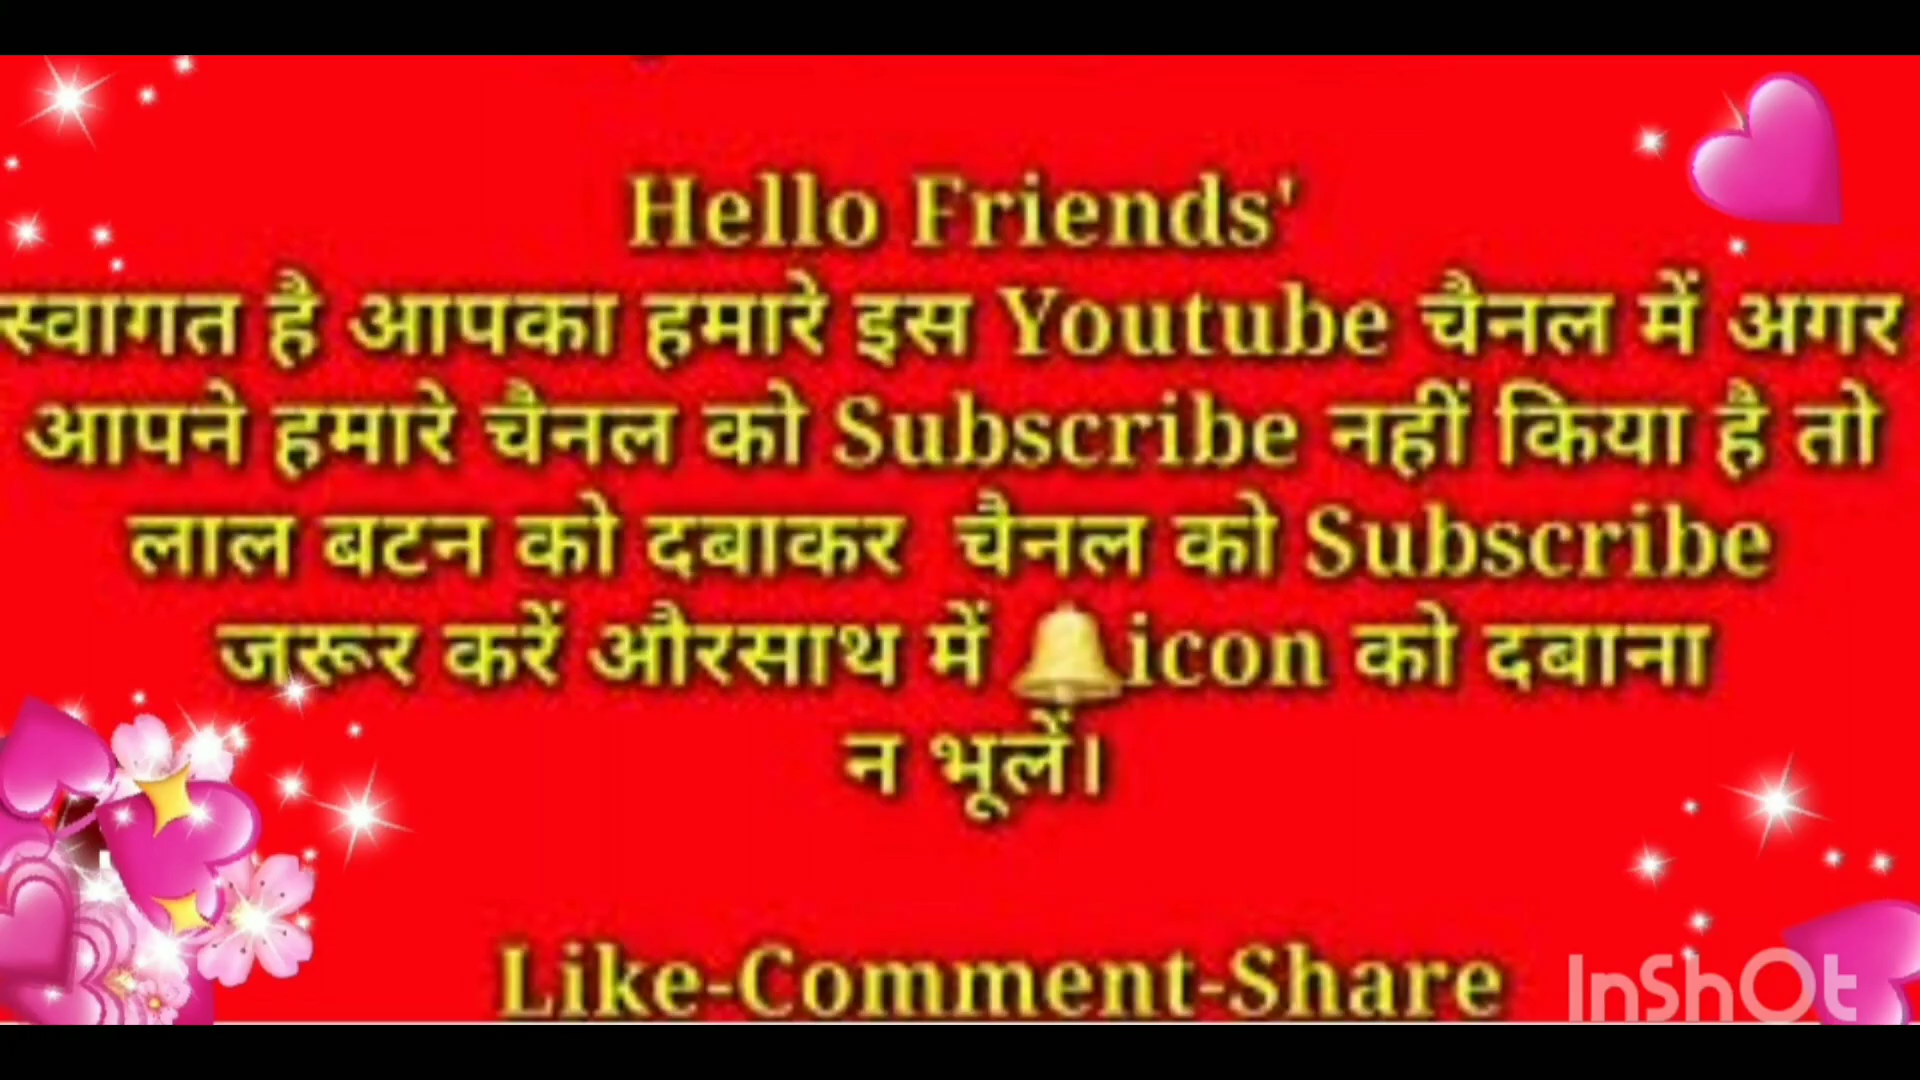 Hello Friends'
स्वागत है आपका हमारे इस Youtube चैनल में अगर
आपने हमारे चैनल को Subscribe नहीं किया है तो
लाल बटन को दबाकर चैनल को Subscribe
जरूर करें औरसाथ में 🔔icon को दबाना
न भूलें।
Like-Comment-Share
InShOt